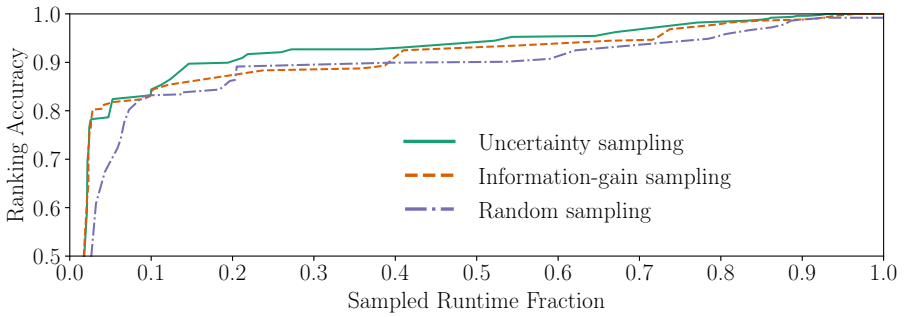 1.0
0.9
0.8
0.7
0.6
0.5
Ranking Accuracy
Uncertainty sampling
Information-gain sampling
Random sampling
0.0 0.1 0.2 0.3 0.4 0.5 0.6 0.7 0.8 0.9 1.0
Sampled Runtime Fraction